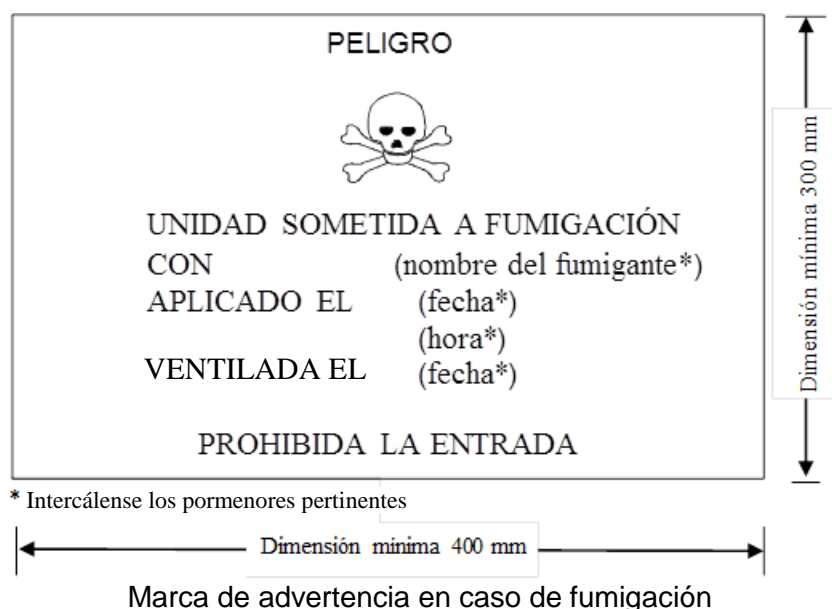 PELIGRO
UNIDAD SOMETIDA A FUMIGACIÓN
CON (nombre del fumigante*)
APLICADO EL (fecha*)
(hora*)
VENTILADA EL (fecha*)
PROHIBIDA LA ENTRADA
Dimensión mínima 300 mm
* Intercálense los pormenores pertinentes
Dimensión mínima 400 mm
Marca de advertencia en caso de fumigación